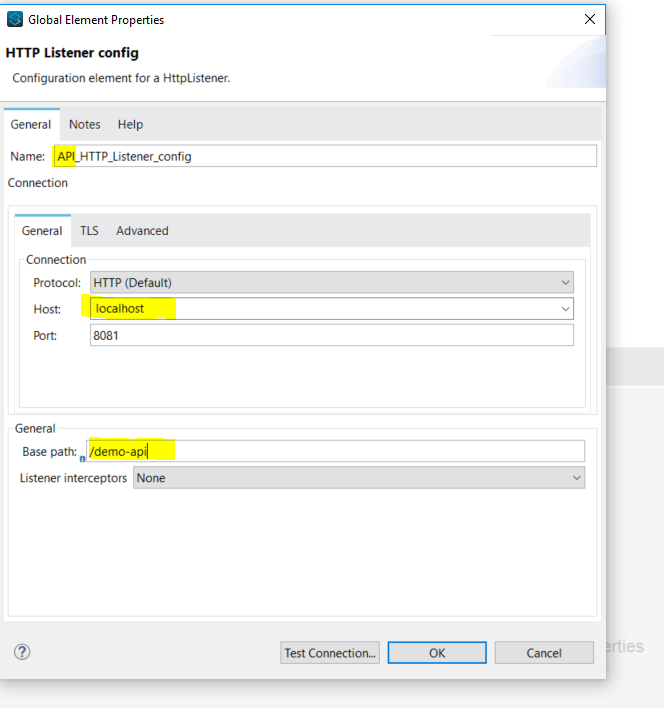 Global Element Properties
HTTP Listener config
Configuration element for a HttpListener.
General Notes Help
Name: API_HTTP_Listener_config
Connection
General TLS Advanced
Connection
Protocol: HTTP (Default)
Host: localhost
Port: 8081
General
Base path: /demo-api
Listener interceptors None
? Test Connection... OK Cancel
erties